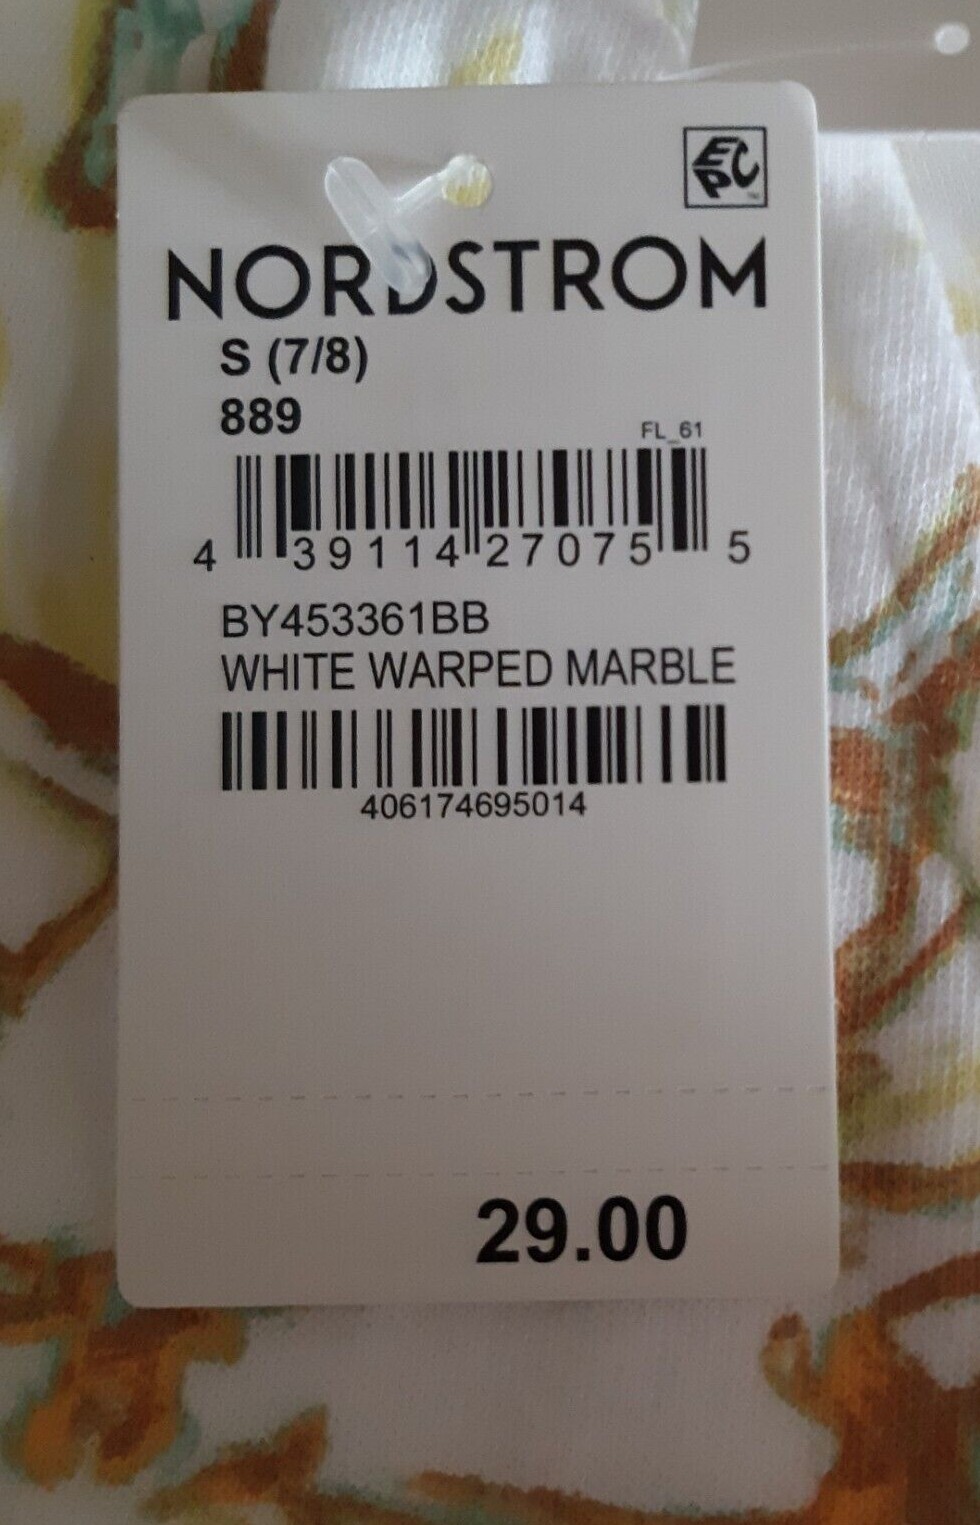 EPC
NORDSTROM
S (7/8)
889
FL_61
4 39114 27075 5
BY453361BB
WHITE WARPED MARBLE
406174695014
29.00